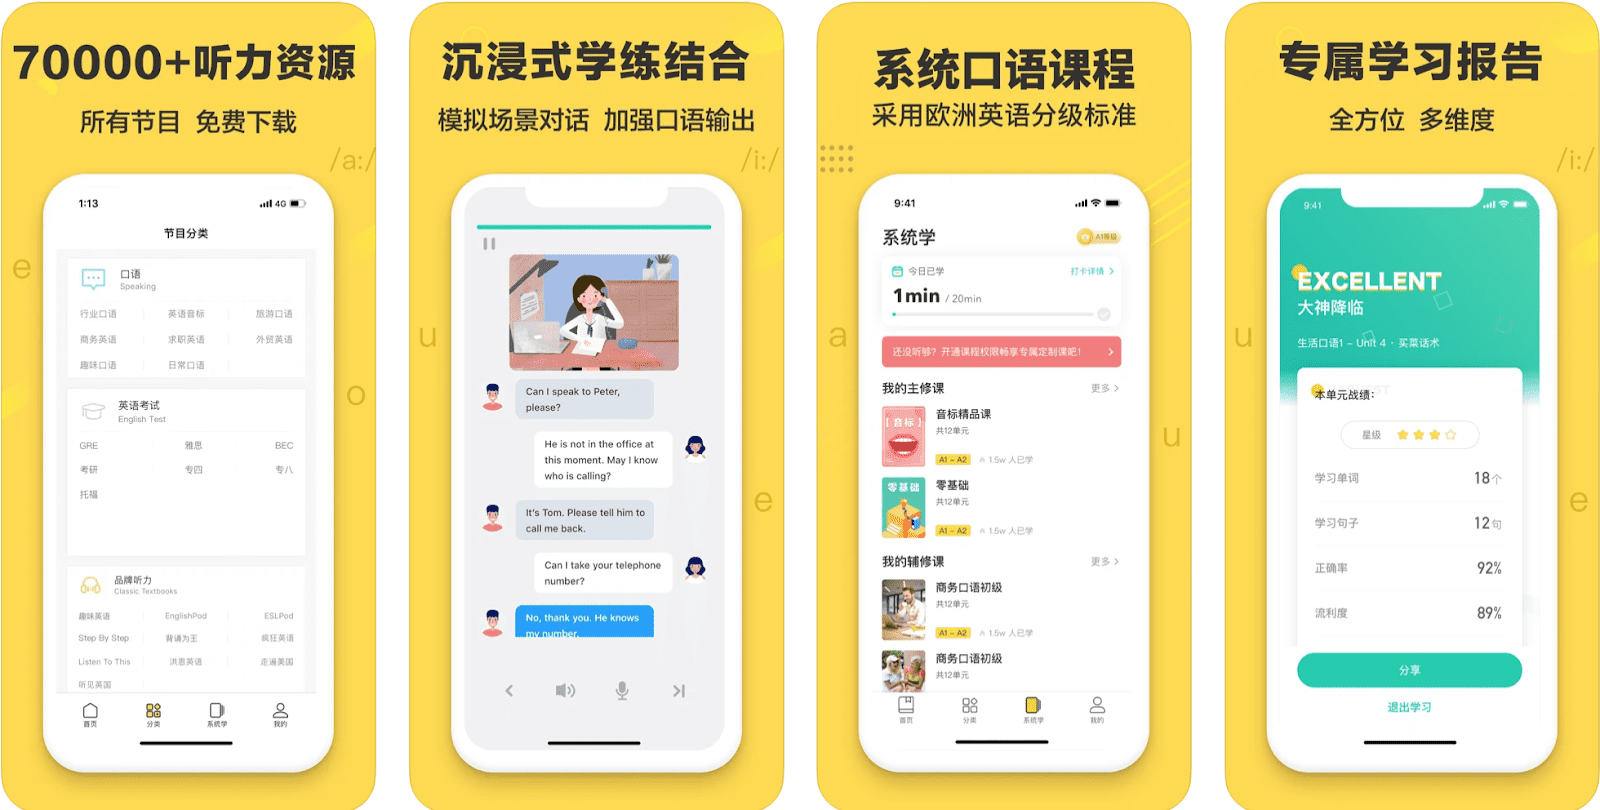 70000+听力资源
所有节目 免费下载
/a:/
e
o
1:13
4G
节目分类
口语
Speaking
行业口语 英语音标 旅游口语
商务英语 求职英语 外贸英语
趣味口语 日常口语
英语考试
English Test
GRE 雅思 BEC
考研 专四 专八
托福
品牌听力
Classic Textbooks
趣味英语 EnglishPod ESLPod
Step By Step 背诵为王 疯狂英语
Listen To This 洪恩英语 走遍美国
听见英国
首页 分类 系统学 我的
沉浸式学练结合
模拟场景对话 加强口语输出
/i:/
u
e
Can I speak to Peter,
please?
He is not in the office at
this moment. May I know
who is calling?
It's Tom. Please tell him to
call me back.
Can I take your telephone
number?
No, thank you. He knows
my number.
系统口语课程
采用欧洲英语分级标准
a
u
9:41
系统学
A1等级
今日已学 打卡详情 >
1min / 20min
还没听够？开通课程权限畅享专属定制课吧！ >
我的主修课 更多 >
音标
音标精品课
共12单元
A1 – A2 1.5w 人已学
零基础
零基础
共12单元
A1 – A2 1.5w 人已学
我的辅修课 更多 >
商务口语初级
共12单元
A1 – A2 1.5w 人已学
商务口语初级
共12单元
首页 分类 系统学 我的
专属学习报告
全方位 多维度
/i:/
u
e
9:41
EXCELLENT
大神降临
生活口语1 – Unit 4 · 买菜话术
本单元战绩：
星级
学习单词 18个
学习句子 12句
正确率 92%
流利度 89%
分享
退出学习